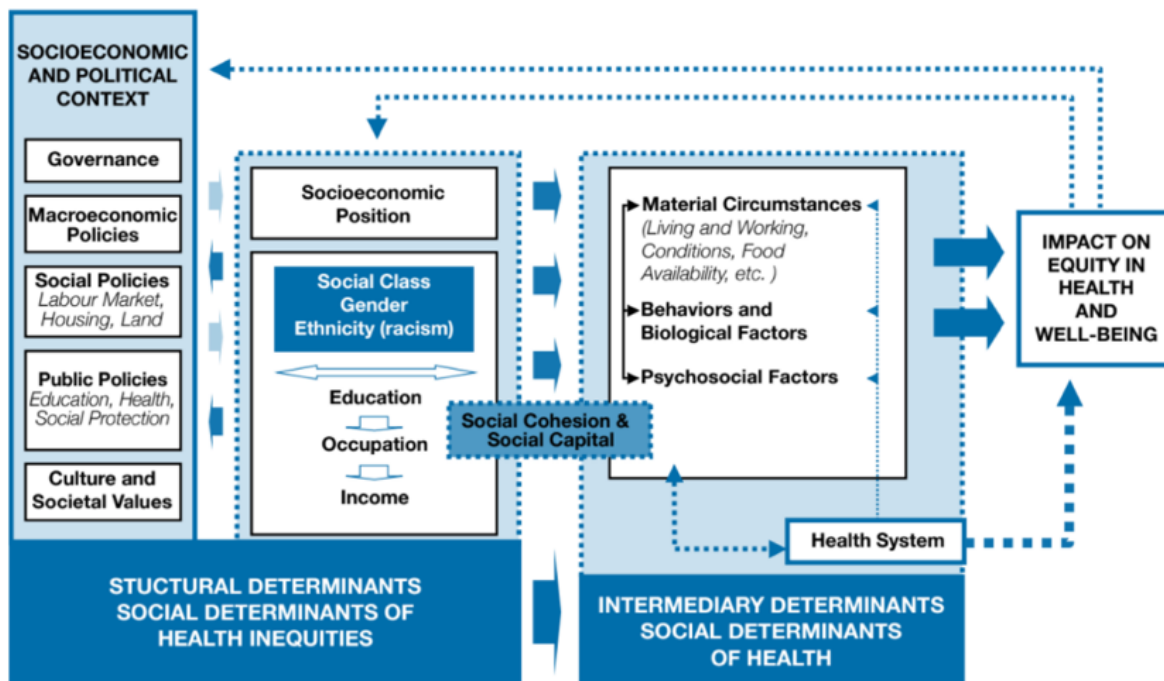 SOCIOECONOMIC
AND POLITICAL
CONTEXT
Governance
Macroeconomic
Policies
Social Policies
Labour Market,
Housing, Land
Public Policies
Education, Health,
Social Protection
Culture and
Societal Values
Socioeconomic
Position
Social Class
Gender
Ethnicity (racism)
Education
Occupation
Income
Social Cohesion &
Social Capital
Material Circumstances
(Living and Working,
Conditions, Food
Availability, etc. )
Behaviors and
Biological Factors
Psychosocial Factors
Health System
IMPACT ON
EQUITY IN
HEALTH
AND
WELL-BEING
STUCTURAL DETERMINANTS
SOCIAL DETERMINANTS OF
HEALTH INEQUITIES
INTERMEDIARY DETERMINANTS
SOCIAL DETERMINANTS
OF HEALTH